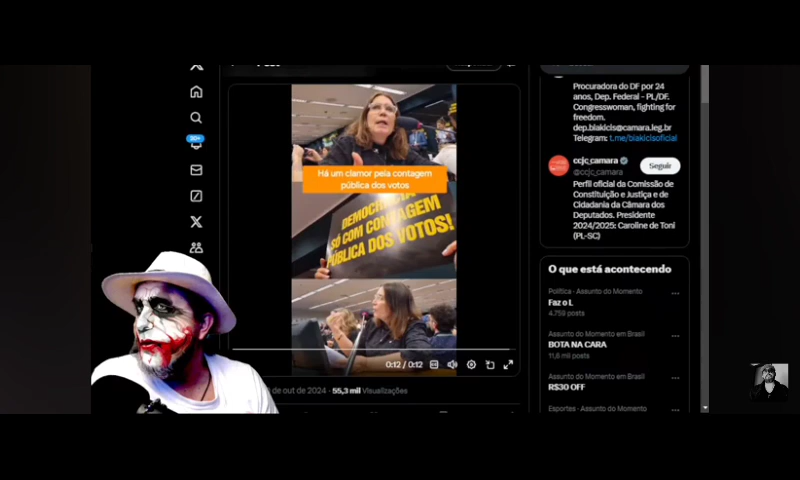 Há um clamor pela contagem
pública dos votos
DEMOCRACIA
SÓ COM CONTAGEM
PÚBLICA DOS VOTOS!
0:12 / 0:12
de out de 2024 · 55,3 mil Visualizações
Procuradora do DF por 24
anos, Dep. Federal - PL/DF.
Congresswoman, fighting for
freedom.
dep.biakicis@camara.leg.br
Telegram: t.me/biakicisoficial
ccjc_camara
Seguir
@ccjc_camara
Perfil oficial da Comissão de
Constituição e Justiça e de
Cidadania da Câmara dos
Deputados. Presidente
2024/2025: Caroline de Toni
(PL-SC)
O que está acontecendo
Política · Assunto do Momento
Faz o L
4.759 posts
Assunto do Momento em Brasil
BOTA NA CARA
11,6 mil posts
Assunto do Momento em Brasil
R$30 OFF
Esportes · Assunto do Momento